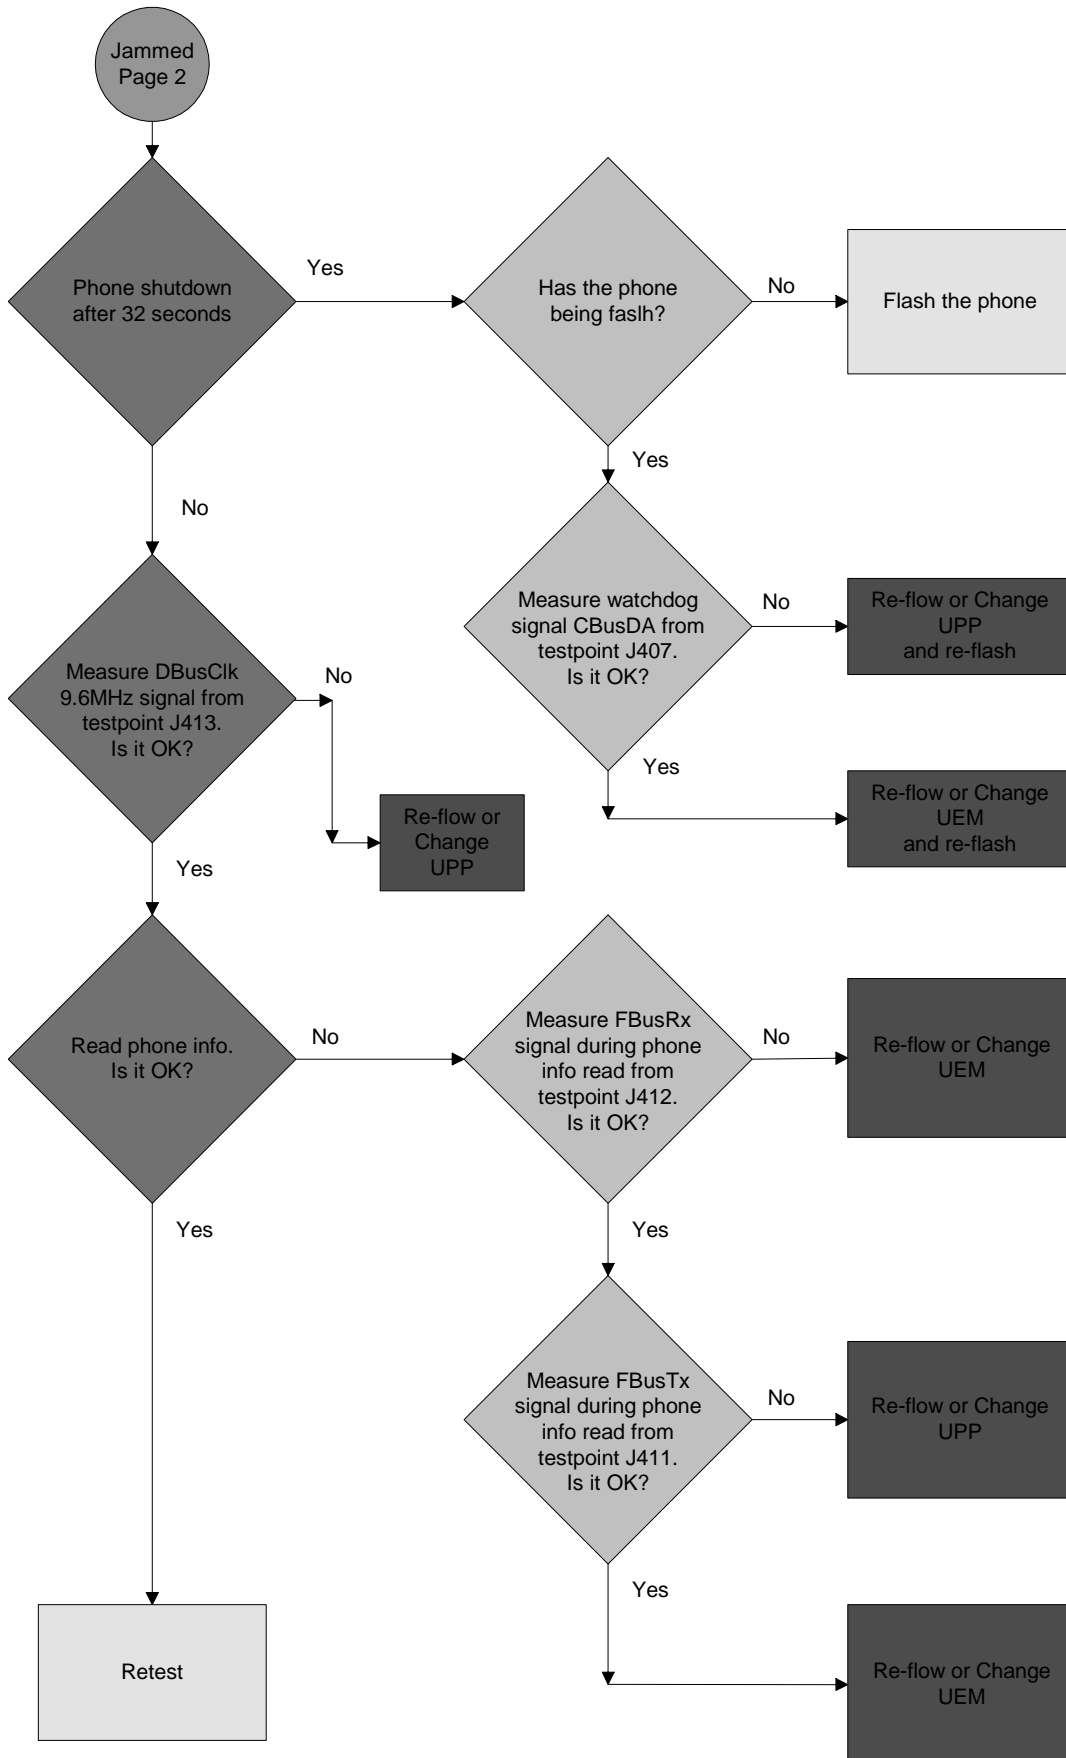 Jammed
Page 2
Phone shutdown
after 32 seconds
Yes
Has the phone
being faslh?
No
Flash the phone
No
Yes
Measure watchdog
signal CBusDA from
testpoint J407.
Is it OK?
No
Re-flow or Change
UPP
and re-flash
Measure DBusClk
9.6MHz signal from
testpoint J413.
Is it OK?
No
Yes
Re-flow or Change
UEM
and re-flash
Re-flow or
Change
UPP
Yes
Read phone info.
Is it OK?
No
Measure FBusRx
signal during phone
info read from
testpoint J412.
Is it OK?
No
Re-flow or Change
UEM
Yes
Yes
Measure FBusTx
signal during phone
info read from
testpoint J411.
Is it OK?
No
Re-flow or Change
UPP
Yes
Retest
Re-flow or Change
UEM